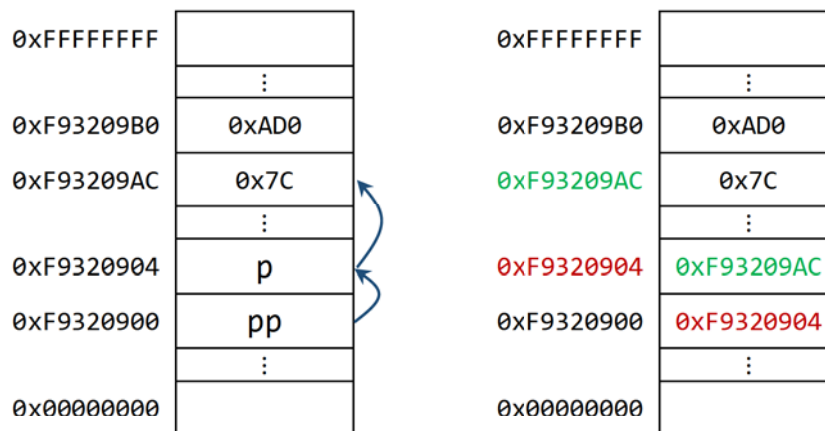 0xFFFFFFFF
⋮
0xF93209B0 0xAD0
0xF93209AC 0x7C
⋮
0xF9320904 p
0xF9320900 pp
⋮
0x00000000
0xFFFFFFFF
⋮
0xF93209B0 0xAD0
0xF93209AC 0x7C
⋮
0xF9320904 0xF93209AC
0xF9320900 0xF9320904
⋮
0x00000000